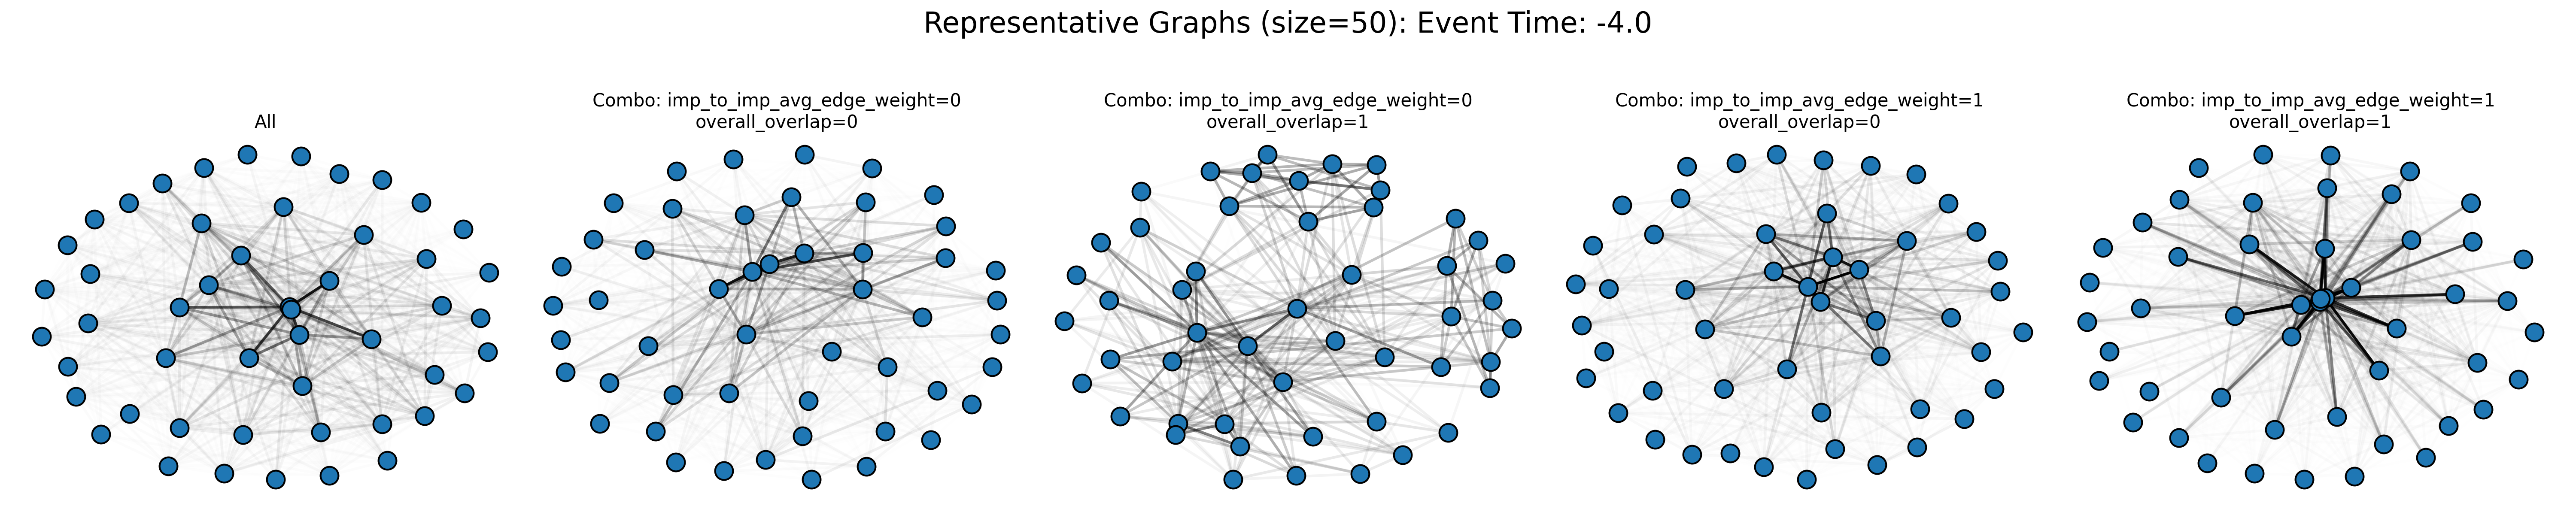 Representative Graphs (size=50): Event Time: -4.0
All
Combo: imp_to_imp_avg_edge_weight=0
overall_overlap=0
Combo: imp_to_imp_avg_edge_weight=0
overall_overlap=1
Combo: imp_to_imp_avg_edge_weight=1
overall_overlap=0
Combo: imp_to_imp_avg_edge_weight=1
overall_overlap=1